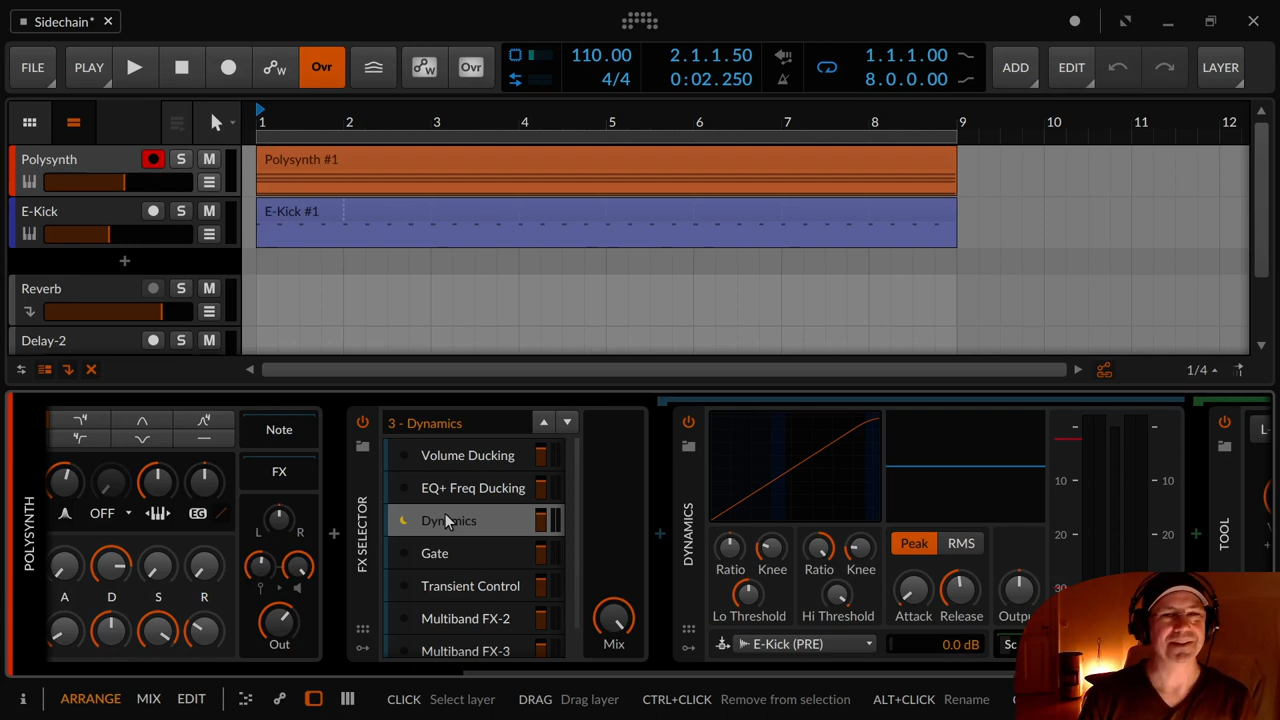 Sidechain*
FILE
PLAY
Ovr
Ovr
110.00
4/4
2.1.1.50
0:02.250
1.1.1.00
8.0.0.00
ADD
EDIT
LAYER
1 2 3 4 5 6 7 8 9 10 11 12
Polysynth
S
M
Polysynth #1
E-Kick
S
M
E-Kick #1
+
Reverb
S
M
Delay-2
S
M
1/4
POLYSYNTH
OFF
EG
A
D
S
R
Note
FX
L
R
Out
+
FX SELECTOR
3 - Dynamics
Volume Ducking
EQ+ Freq Ducking
Dynamics
Gate
Transient Control
Multiband FX-2
Multiband FX-3
Mix
+
DYNAMICS
Ratio
Knee
Lo Threshold
Ratio
Knee
Hi Threshold
Peak
RMS
Attack
Release
Outpu
E-Kick (PRE)
0.0 dB
Sc
10
20
30
10
20
+
TOOL
L-
i
ARRANGE
MIX
EDIT
CLICK Select layer
DRAG Drag layer
CTRL+CLICK Remove from selection
ALT+CLICK Rename